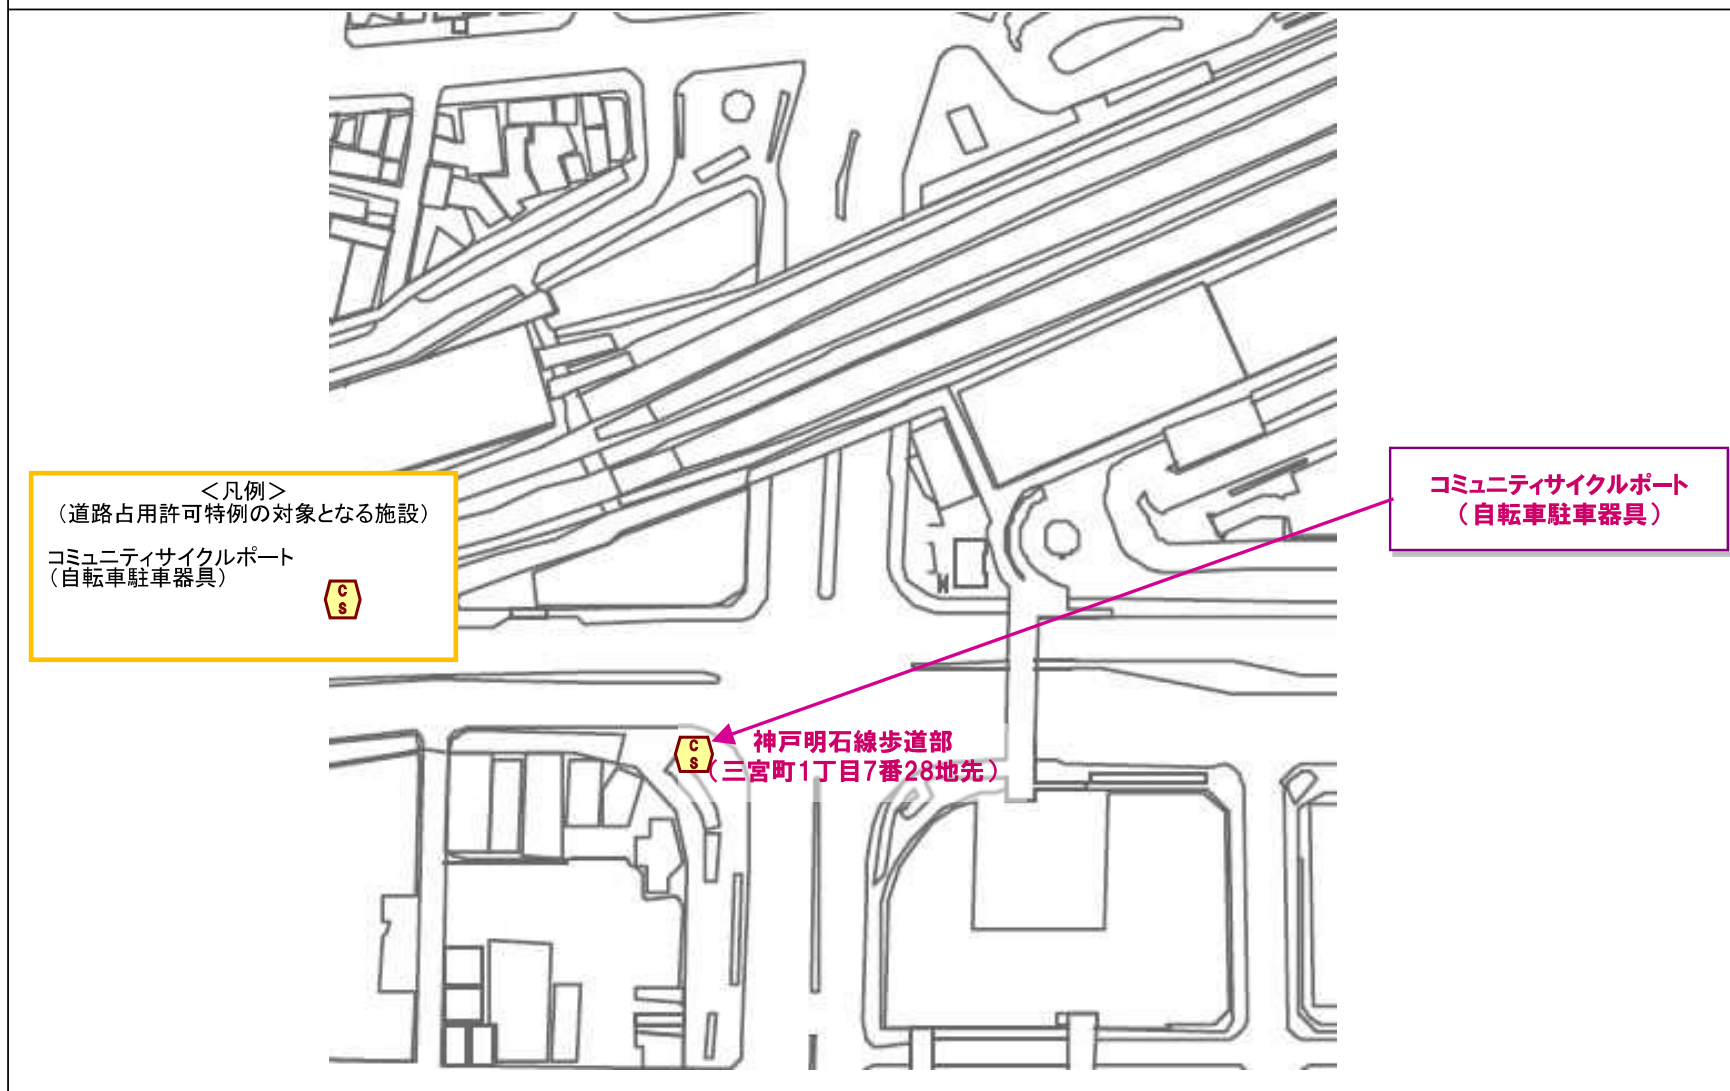 ＜凡例＞
（道路占用許可特例の対象となる施設）
コミュニティサイクルポート
（自転車駐車器具）
C
S
コミュニティサイクルポート
（自転車駐車器具）
C
S
神戸明石線歩道部
（三宮町1丁目7番28地先）